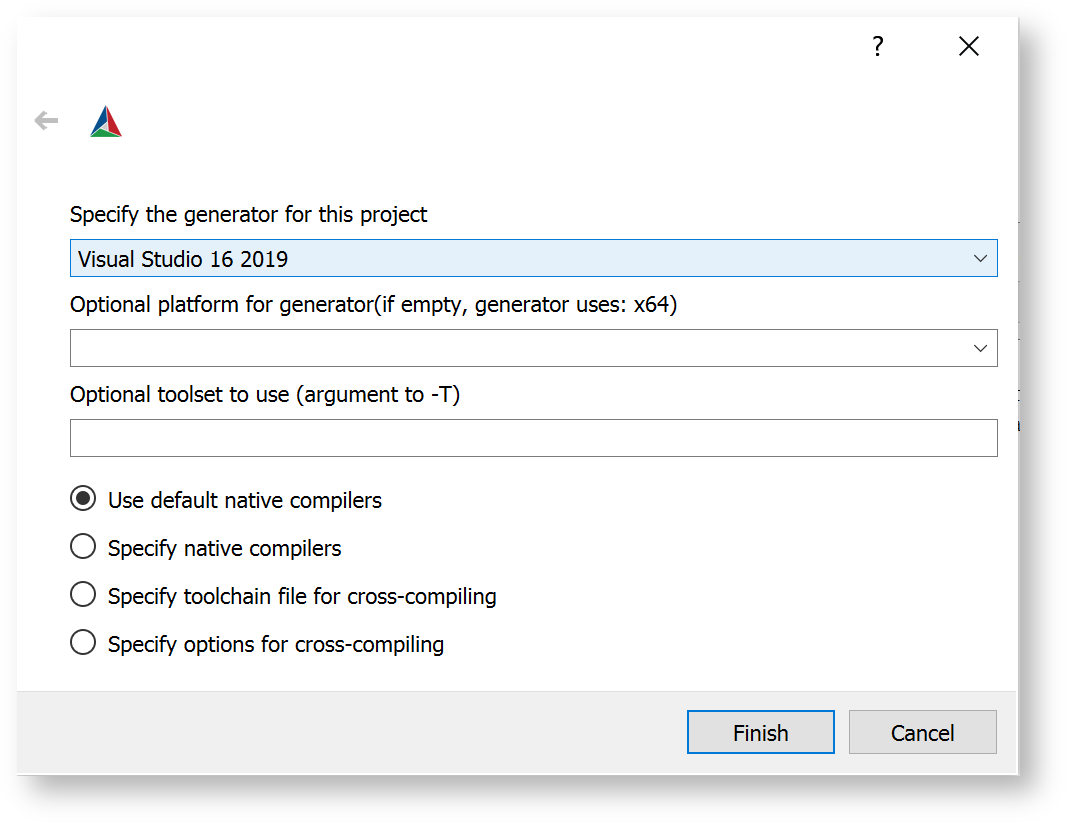 ?
Specify the generator for this project
Visual Studio 16 2019
Optional platform for generator(if empty, generator uses: x64)
Optional toolset to use (argument to -T)
Use default native compilers
Specify native compilers
Specify toolchain file for cross-compiling
Specify options for cross-compiling
Finish
Cancel